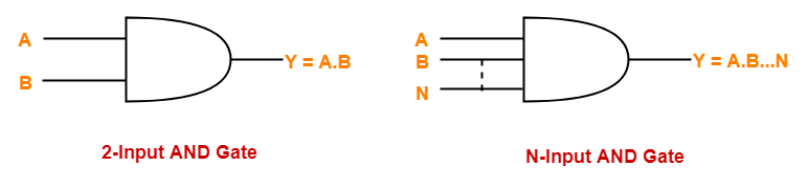 A
B
Y = A.B
2-Input AND Gate
A
B
N
Y = A.B...N
N-Input AND Gate